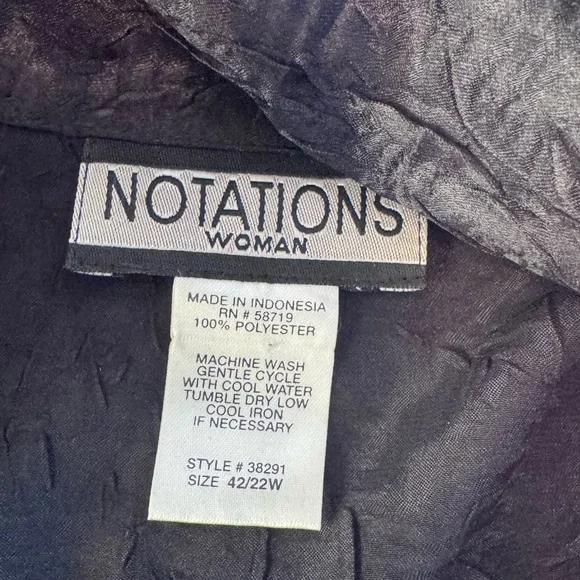 NOTATIONS
WOMAN
MADE IN INDONESIA
RN # 58719
100% POLYESTER
MACHINE WASH
GENTLE CYCLE
WITH COOL WATER
TUMBLE DRY LOW
COOL IRON
IF NECESSARY
STYLE # 38291
SIZE 42/22W